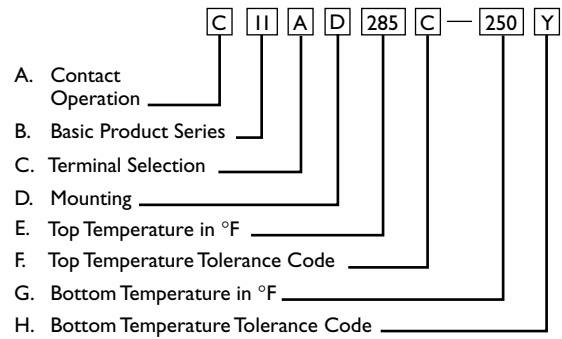 C 11 A D 285 C — 250 Y
A. Contact
Operation
B. Basic Product Series
C. Terminal Selection
D. Mounting
E. Top Temperature in °F
F. Top Temperature Tolerance Code
G. Bottom Temperature in °F
H. Bottom Temperature Tolerance Code